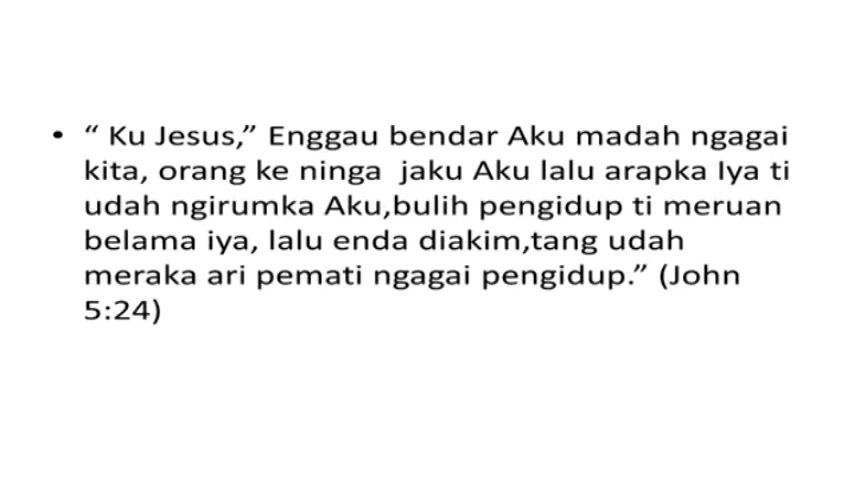 • “ Ku Jesus,” Enggau bendar Aku madah ngagai
kita, orang ke ninga  jaku Aku lalu arapka Iya ti
udah ngirumka Aku,bulih pengidup ti meruan
belama iya, lalu enda diakim,tang udah
meraka ari pemati ngagai pengidup.” (John
5:24)